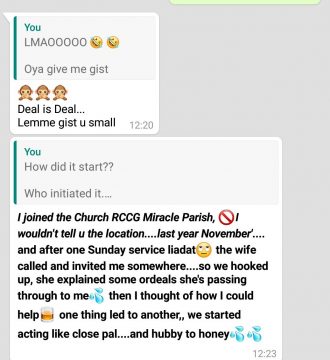 You
LMAOOOOO 🤣 🤣
Oya give me gist
🙊🙊🙊
Deal is Deal...
Lemme gist u small
12:20
You
How did it start??
Who initiated it....
I joined the Church RCCG Miracle Parish, 🚫I
wouldn't tell u the location....last year November'....
and after one Sunday service liadat🙄 the wife
called and invited me somewhere....so we hooked
up, she explained some ordeals she's passing
through to me💦 then I thought of how I could
help🥃 one thing led to another,, we started
acting like close pal....and hubby to honey💦💦
12:23